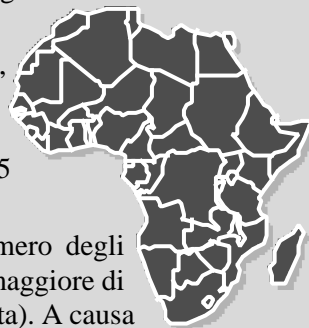 g
,
5
mero degli
maggiore di
ta). A causa